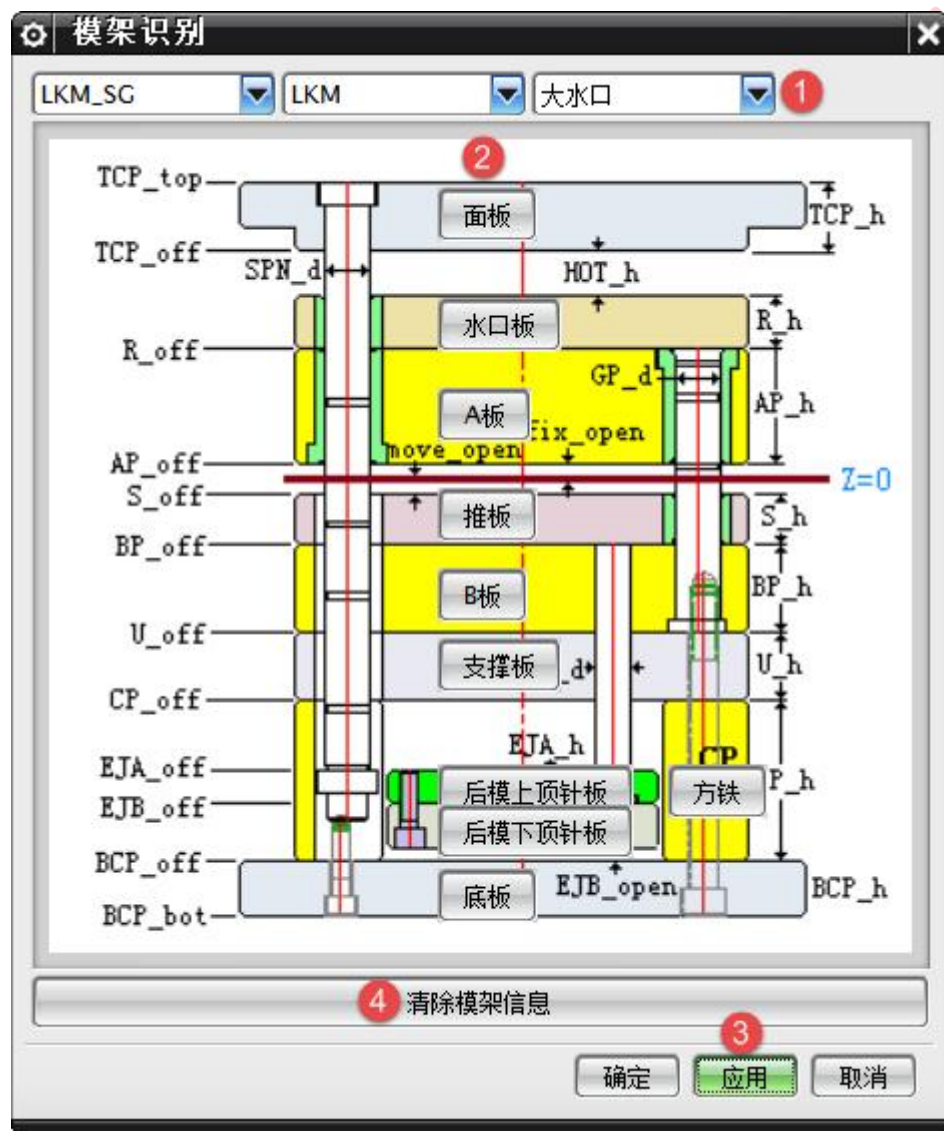 模架识别
LKM_SG LKM 大水口 1
2
TCP_top
面板
TCP_h
TCP_off
SPN_d
HOT_h
水口板
R_h
R_off
GP_d
A板
AP_h
fix_open
move_open
AP_off
Z=0
S_off
推板
S_h
BP_off
B板
BP_h
U_off
支撑板
_d
U_h
CP_off
EJA_h
CP
EJA_off
后模上顶针板
方铁
P_h
EJB_off
后模下顶针板
BCP_off
底板
EJB_open
BCP_h
BCP_bot
4 清除模架信息
3
确定 应用 取消